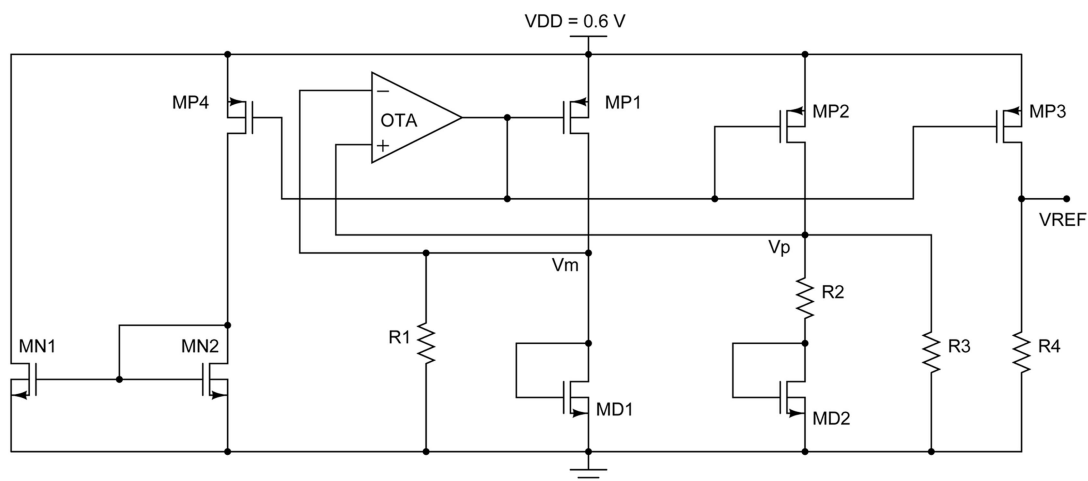 VDD = 0.6 V
MP4
−
OTA
+
MP1
MP2
MP3
VREF
Vm
Vp
R2
MN1
MN2
R1
R3
R4
MD1
MD2